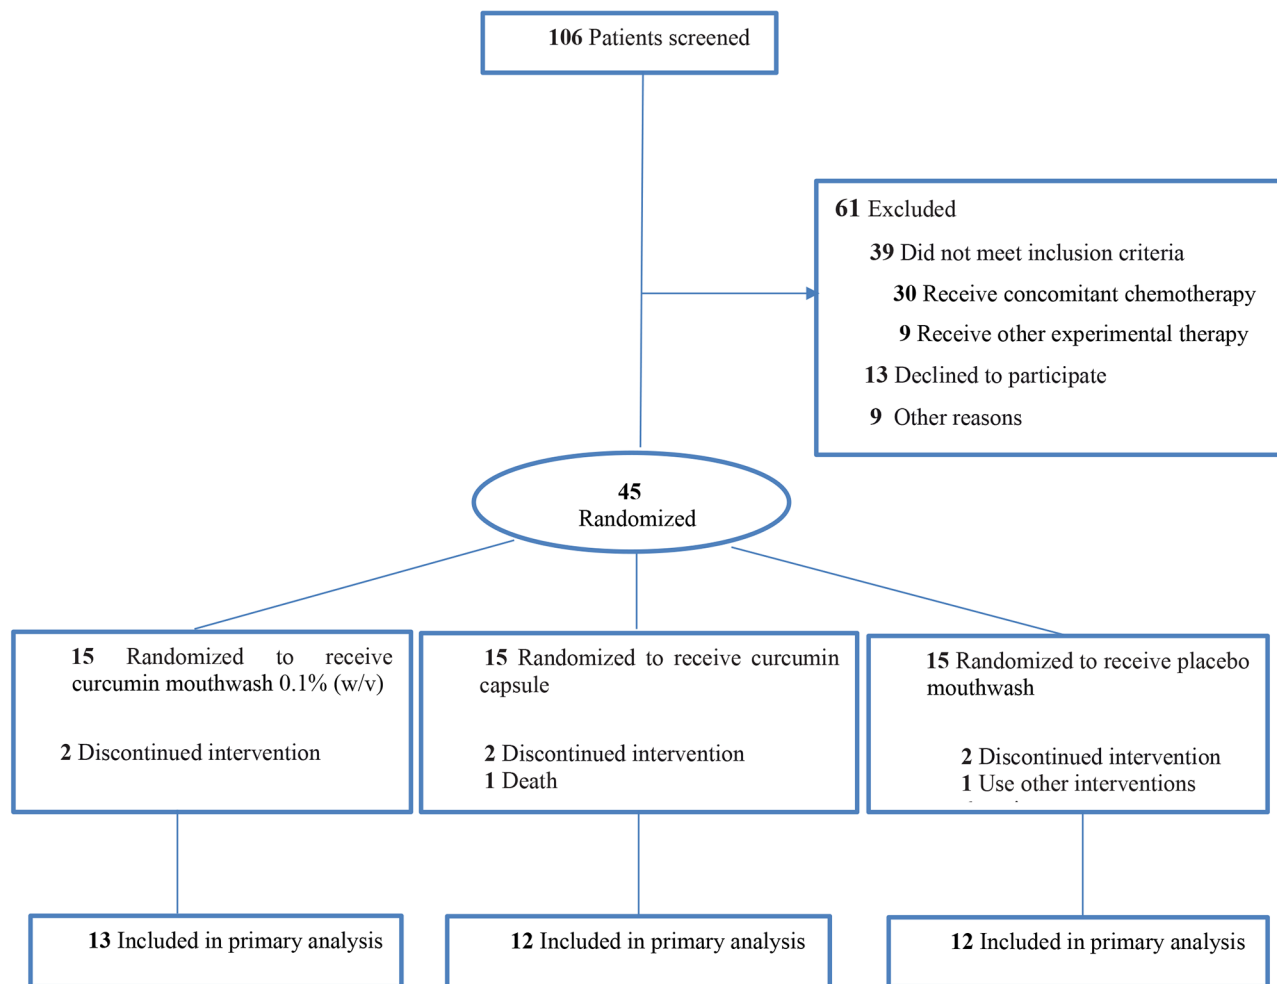 106 Patients screened
61 Excluded
39 Did not meet inclusion criteria
30 Receive concomitant chemotherapy
9 Receive other experimental therapy
13 Declined to participate
9 Other reasons
45
Randomized
15 Randomized to receive
curcumin mouthwash 0.1% (w/v)
2 Discontinued intervention
15 Randomized to receive curcumin
capsule
2 Discontinued intervention
1 Death
15 Randomized to receive placebo
mouthwash
2 Discontinued intervention
1 Use other interventions
13 Included in primary analysis
12 Included in primary analysis
12 Included in primary analysis